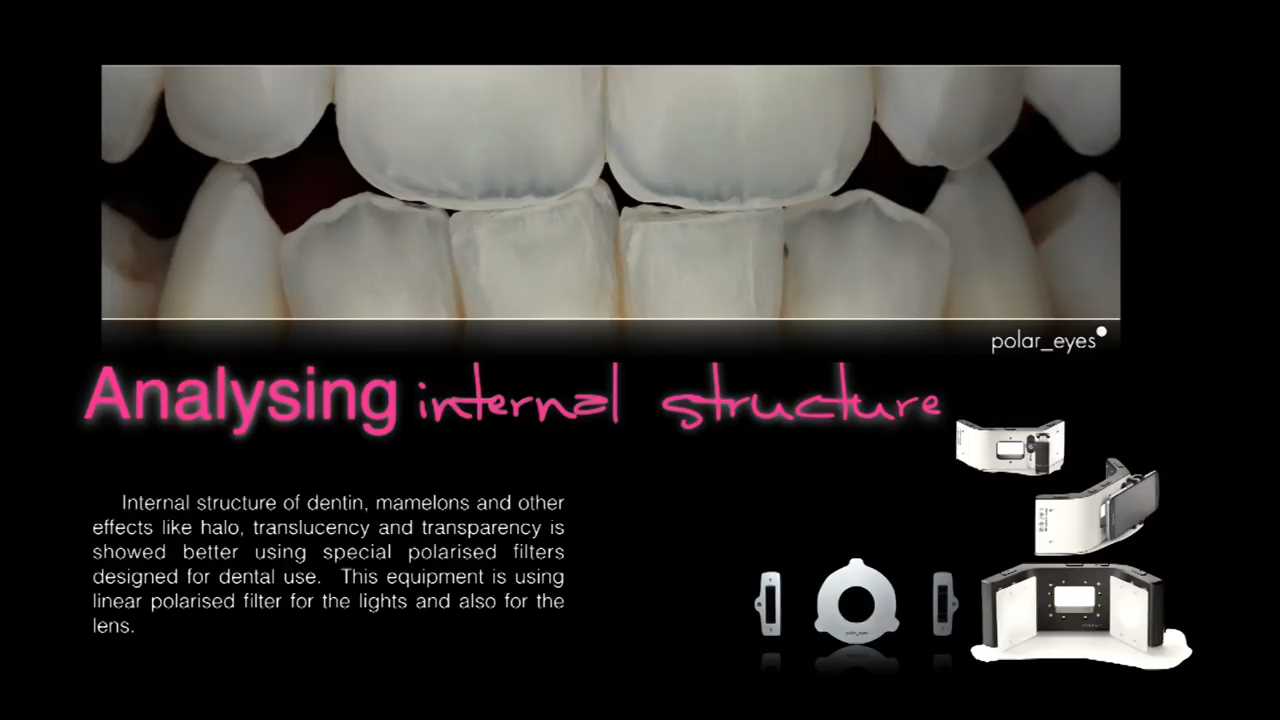 polar_eyes
Analysing internal structure
Internal structure of dentin, mamelons and other
effects like halo, translucency and transparency is
showed better using special polarised filters
designed for dental use. This equipment is using
linear polarised filter for the lights and also for the
lens.
polar_eyes